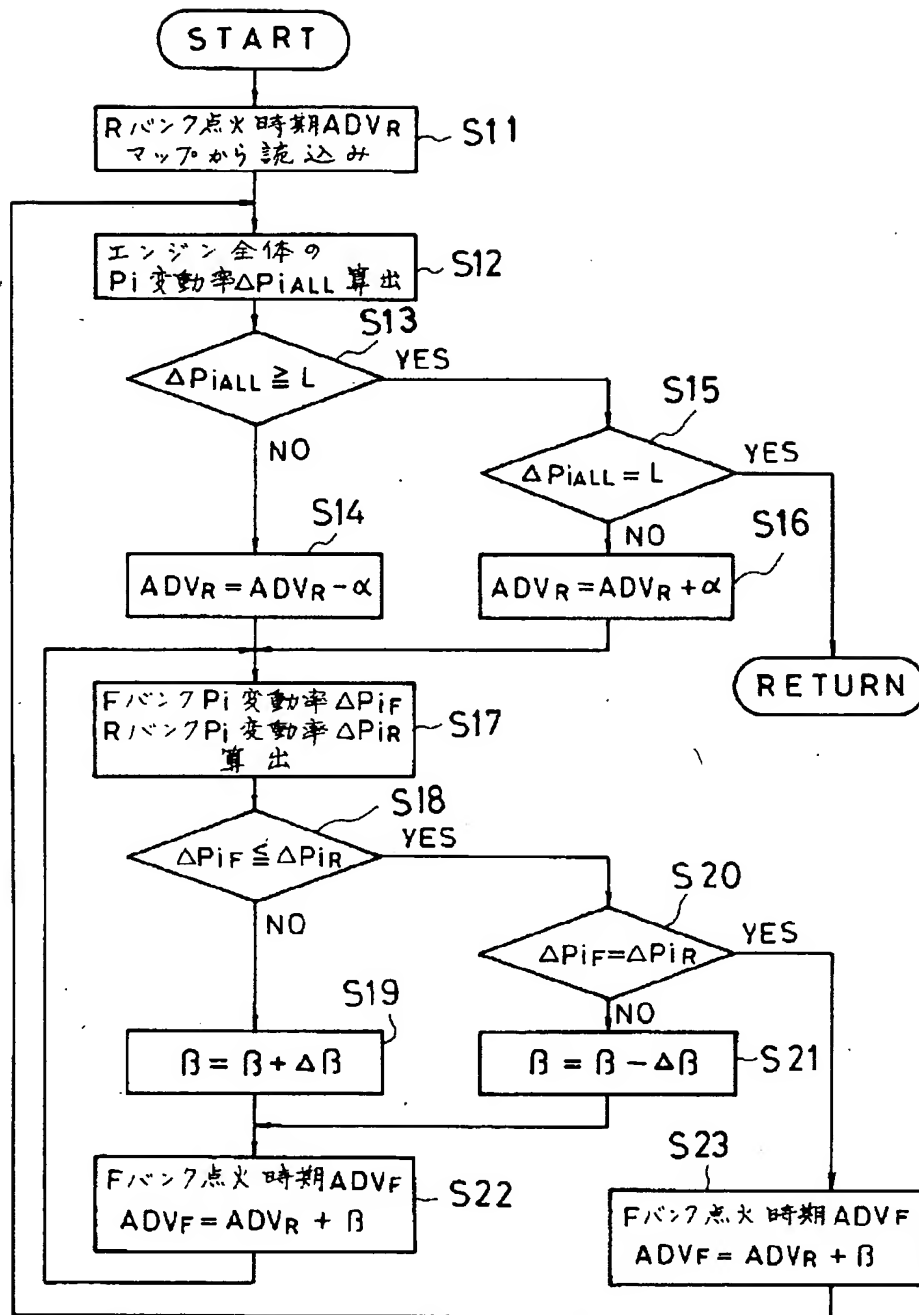 START
Rバンク点火時期ADVR
マップから読込み
S11
エンジン全体の
Pi変動率ΔPiALL算出
S12
S13
ΔPiALL ≧ L
YES
NO
S15
ΔPiALL = L
YES
NO
S14
ADVR = ADVR - α
S16
ADVR = ADVR + α
RETURN
FバンクPi変動率ΔPiF
RバンクPi変動率ΔPiR
算出
S17
S18
ΔPiF ≦ ΔPiR
YES
NO
S20
ΔPiF = ΔPiR
YES
NO
S19
β = β + Δβ
β = β - Δβ
S21
Fバンク点火時期ADVF
ADVF = ADVR + β
S22
S23
Fバンク点火時期ADVF
ADVF = ADVR + β